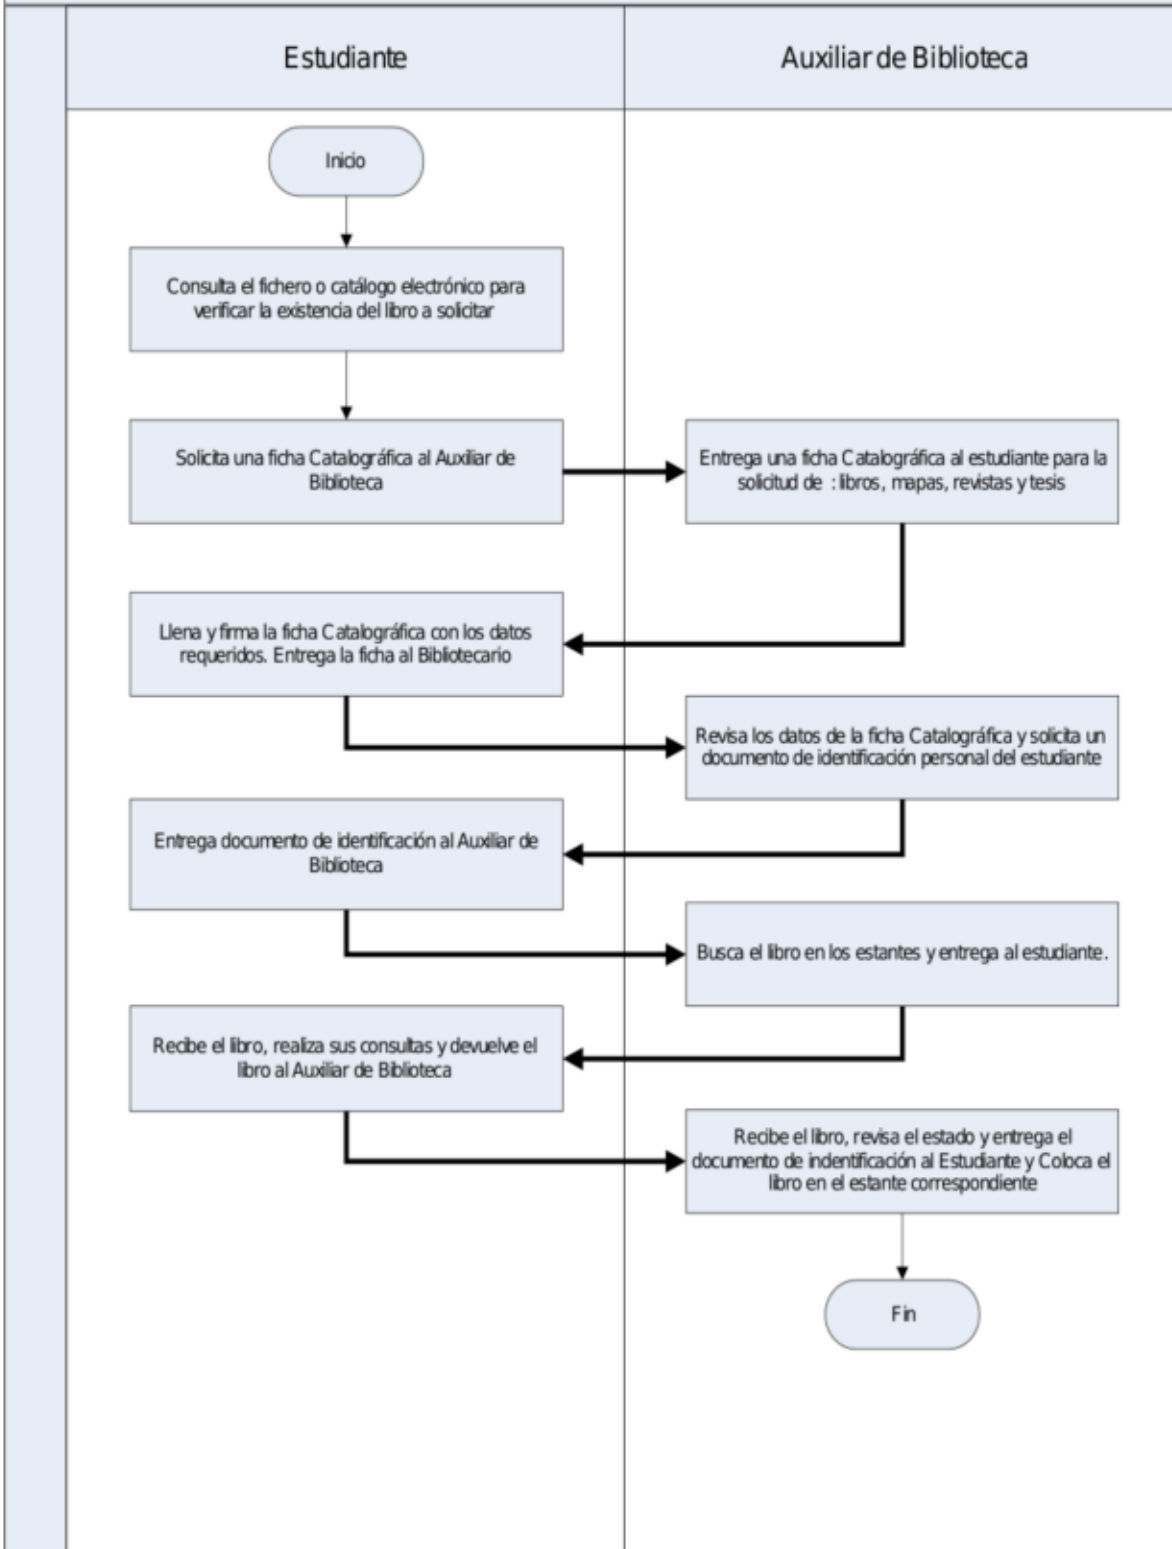 Estudiante
Auxiliar de Biblioteca
Inicio
Consulta el fichero o catálogo electrónico para
verificar la existencia del libro a solicitar
Solicita una ficha Catalográfica al Auxiliar de
Biblioteca
Entrega una ficha Catalográfica al estudiante para la
solicitud de : libros, mapas, revistas y tesis
Llena y firma la ficha Catalográfica con los datos
requeridos. Entrega la ficha al Bibliotecario
Revisa los datos de la ficha Catalográfica y solicita un
documento de identificación personal del estudiante
Entrega documento de identificación al Auxiliar de
Biblioteca
Busca el libro en los estantes y entrega al estudiante.
Recibe el libro, realiza sus consultas y devuelve el
libro al Auxiliar de Biblioteca
Recibe el libro, revisa el estado y entrega el
documento de indentificación al Estudiante y Coloca el
libro en el estante correspondiente
Fin